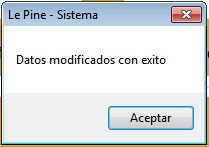 Le Pine - Sistema
Datos modificados con exito
Aceptar